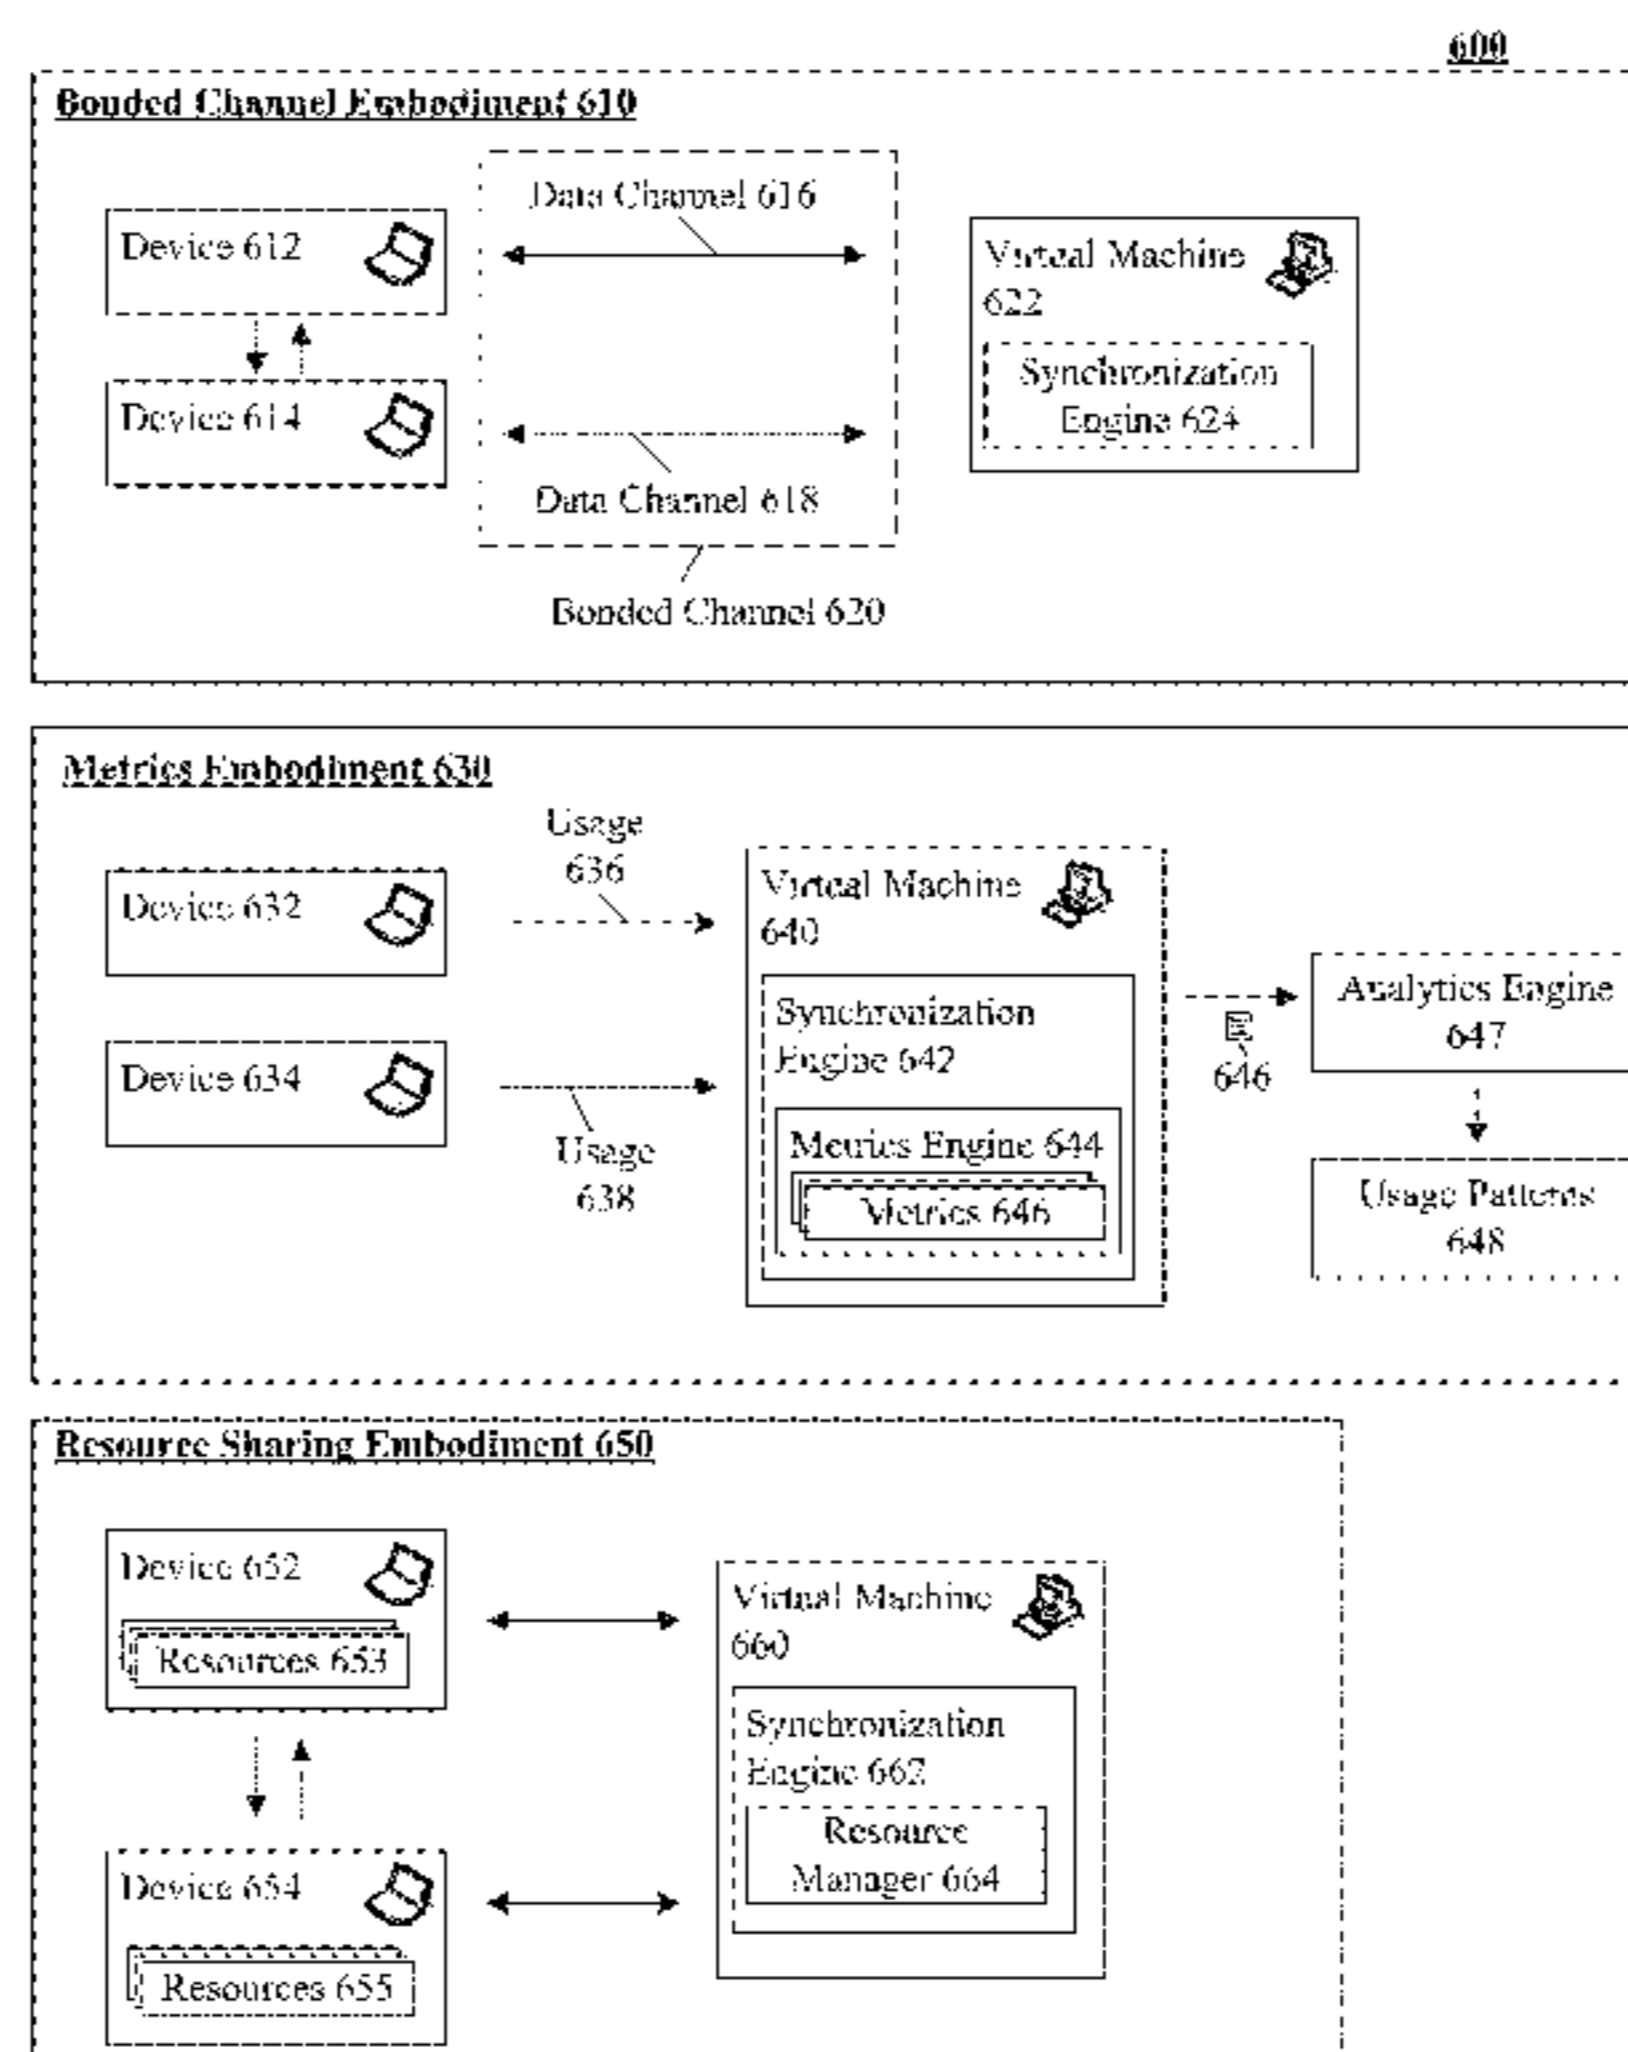 600
Bonded Channel Embodiment 610
Data Channel 616
Device 612
Virtual Machine
622
Synchronization
Engine 624
Device 614
Data Channel 618
Bonded Channel 620
Metrics Embodiment 630
Usage
636
Device 632
Virtual Machine
640
Analytics Engine
647
Synchronization
Engine 642
646
Device 634
Usage
638
Metrics Engine 644
Metrics 646
Usage Patterns
648
Resource Sharing Embodiment 650
Device 652
Resources 653
Virtual Machine
660
Synchronization
Engine 662
Resource
Manager 664
Device 654
Resources 655